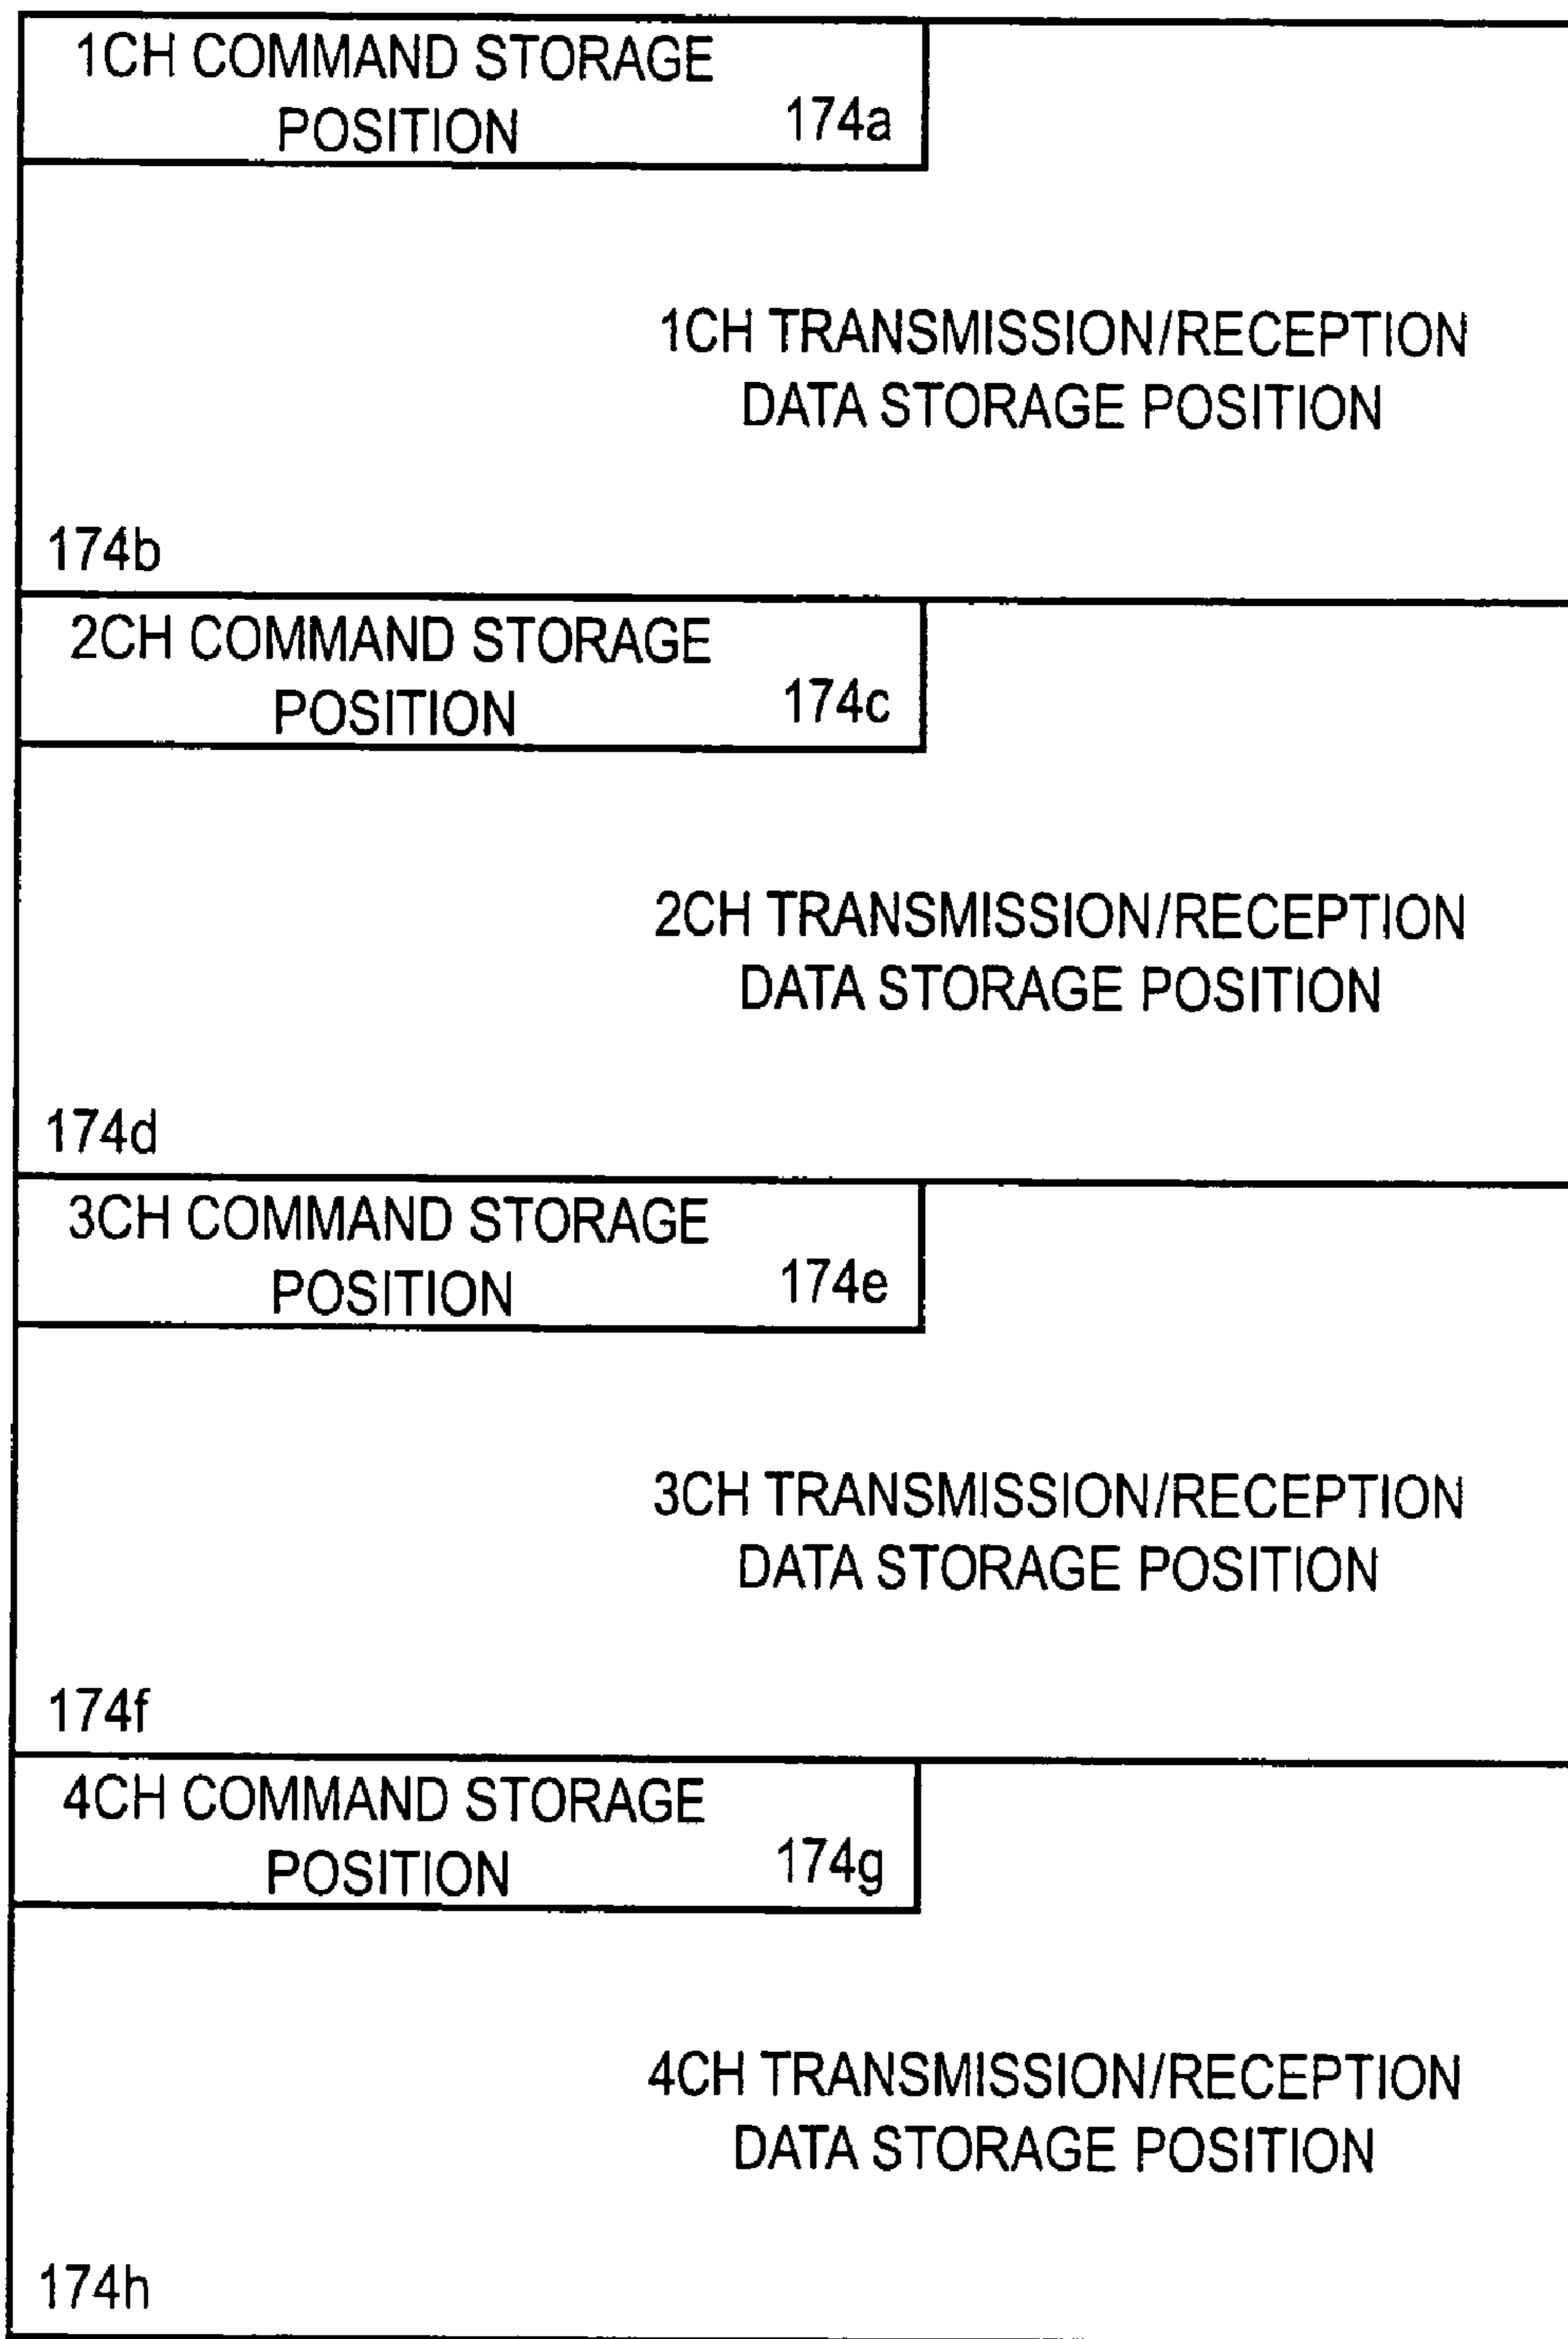 1CH COMMAND STORAGE
POSITION 174a
1CH TRANSMISSION/RECEPTION
DATA STORAGE POSITION
174b
2CH COMMAND STORAGE
POSITION 174c
2CH TRANSMISSION/RECEPTION
DATA STORAGE POSITION
174d
3CH COMMAND STORAGE
POSITION 174e
3CH TRANSMISSION/RECEPTION
DATA STORAGE POSITION
174f
4CH COMMAND STORAGE
POSITION 174g
4CH TRANSMISSION/RECEPTION
DATA STORAGE POSITION
174h